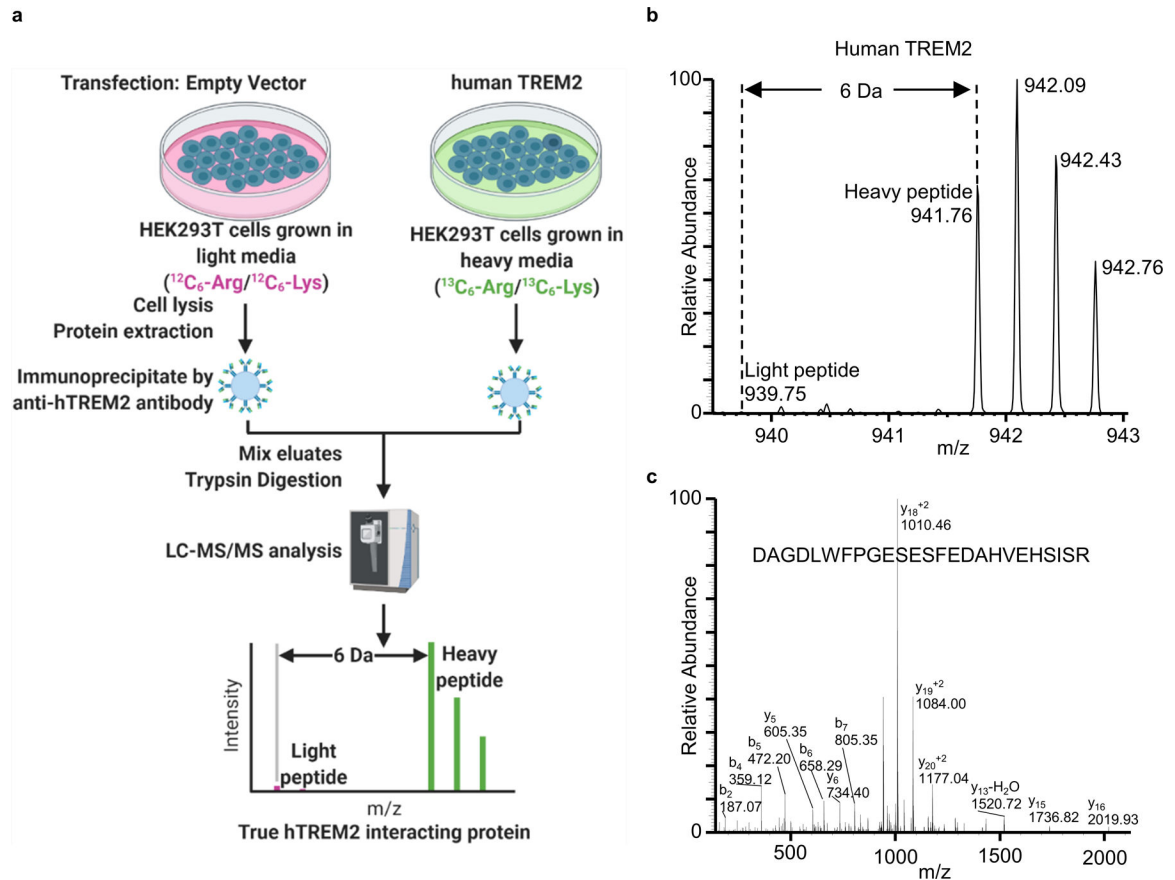 a
Transfection: Empty Vector
human TREM2
HEK293T cells grown in
light media
(¹²C₆-Arg/¹²C₆-Lys)
HEK293T cells grown in
heavy media
(¹³C₆-Arg/¹³C₆-Lys)
Cell lysis
Protein extraction
Immunoprecipitate by
anti-hTREM2 antibody
Mix eluates
Trypsin Digestion
LC-MS/MS analysis
Intensity
6 Da
Heavy
peptide
Light
peptide
m/z
True hTREM2 interacting protein
b
Human TREM2
Relative Abundance
100
0
6 Da
942.09
942.43
Heavy peptide
941.76
942.76
Light peptide
939.75
940
941
942
943
m/z
c
Relative Abundance
100
0
y₁₈⁺²
1010.46
DAGDLWFPGESESFEDAHVEHSISR
y₁₉⁺²
1084.00
b₇
805.35
y₅
605.35
b₅
472.20
b₆
658.29
b₄
359.12
y₆
734.40
y₂₀⁺²
1177.04
b₂
187.07
y₁₃-H₂O
1520.72
y₁₅
1736.82
y₁₆
2019.93
500
1000
1500
2000
m/z